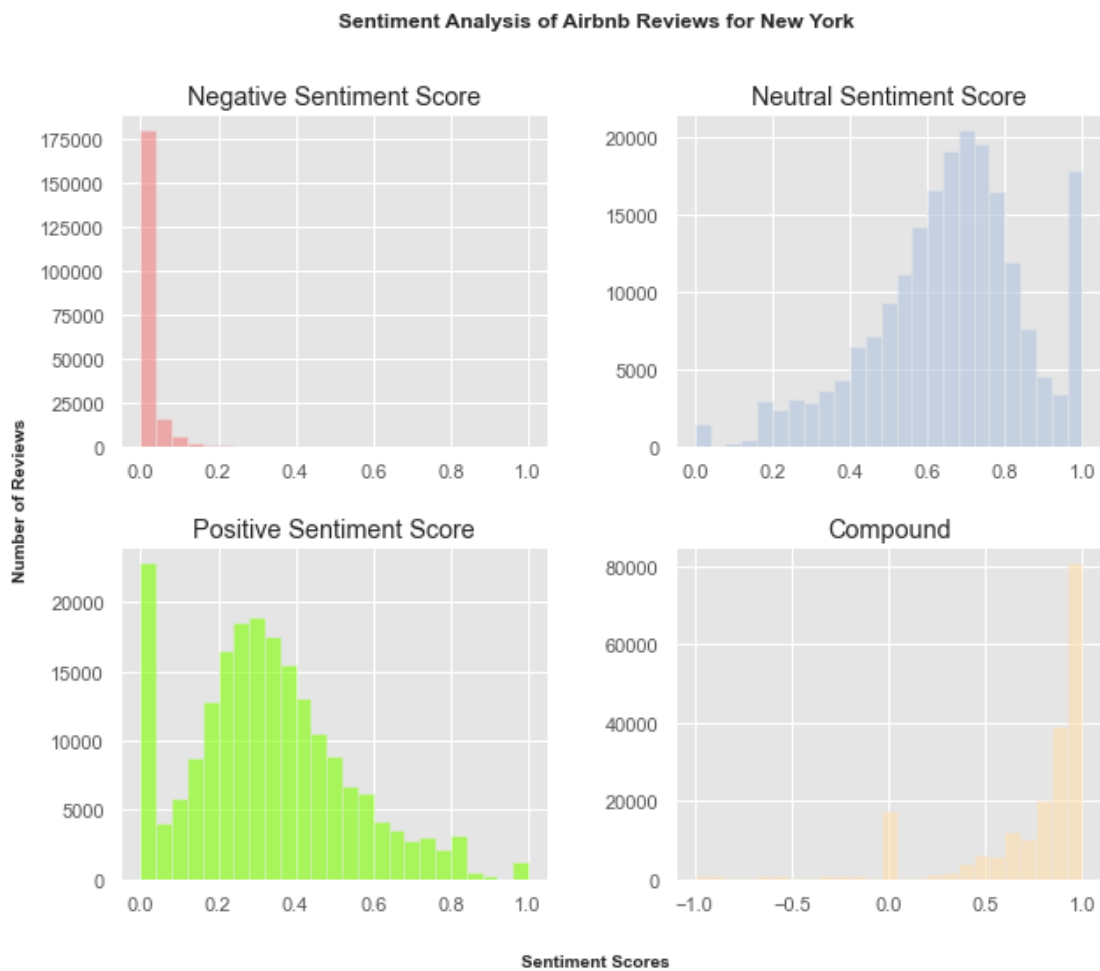 Sentiment Analysis of Airbnb Reviews for New York
Negative Sentiment Score
175000
150000
125000
100000
75000
50000
25000
0
0.0 0.2 0.4 0.6 0.8 1.0
Neutral Sentiment Score
20000
15000
10000
5000
0
0.0 0.2 0.4 0.6 0.8 1.0
Number of Reviews
Positive Sentiment Score
20000
15000
10000
5000
0
0.0 0.2 0.4 0.6 0.8 1.0
Compound
80000
60000
40000
20000
0
−1.0 −0.5 0.0 0.5 1.0
Sentiment Scores